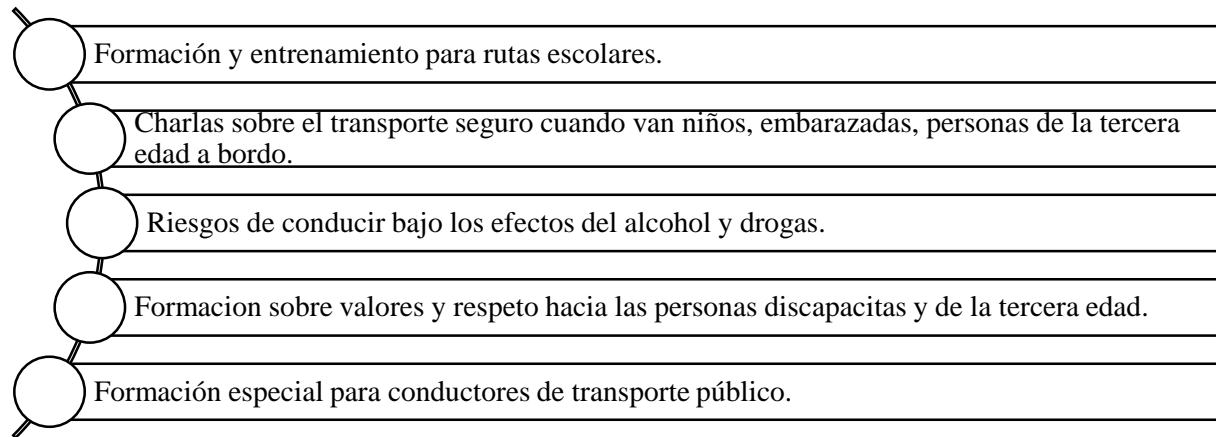 Formación y entrenamiento para rutas escolares.
Charlas sobre el transporte seguro cuando van niños, embarazadas, personas de la tercera
edad a bordo.
Riesgos de conducir bajo los efectos del alcohol y drogas.
Formacion sobre valores y respeto hacia las personas discapacitas y de la tercera edad.
Formación especial para conductores de transporte público.